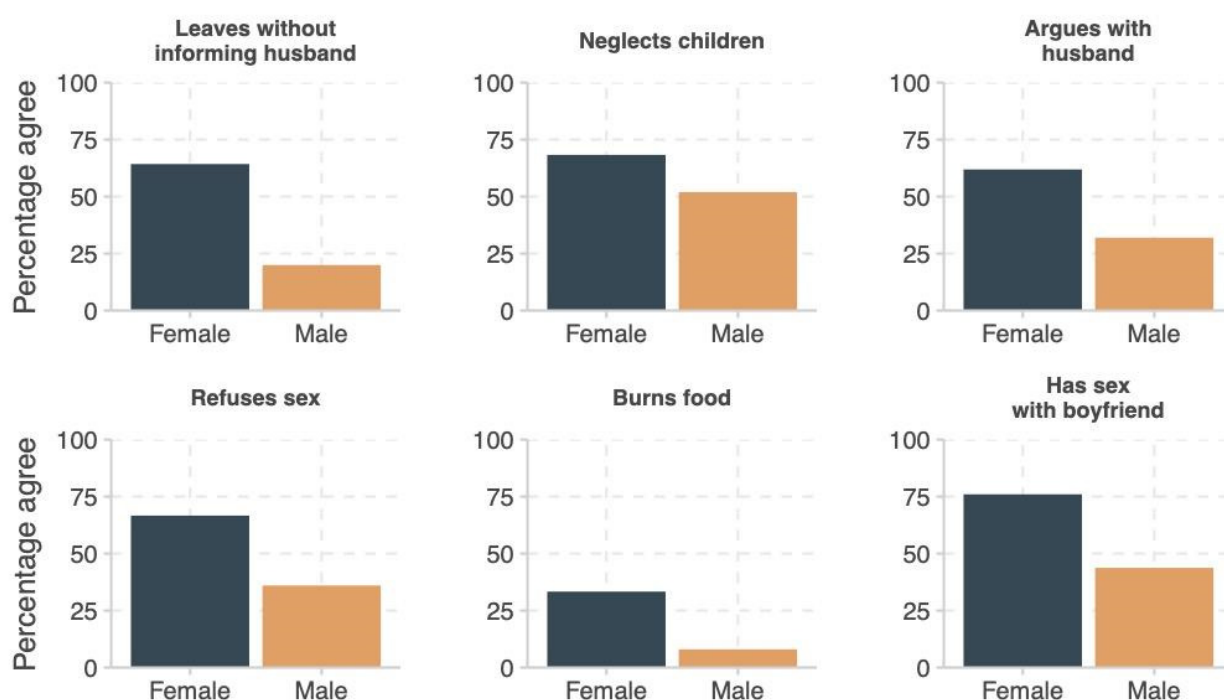 Leaves without
informing husband
Percentage agree
100
75
50
25
0
Female Male
Neglects children
100
75
50
25
0
Female Male
Argues with
husband
100
75
50
25
0
Female Male
Refuses sex
Percentage agree
100
75
50
25
0
Female Male
Burns food
100
75
50
25
0
Female Male
Has sex
with boyfriend
100
75
50
25
0
Female Male